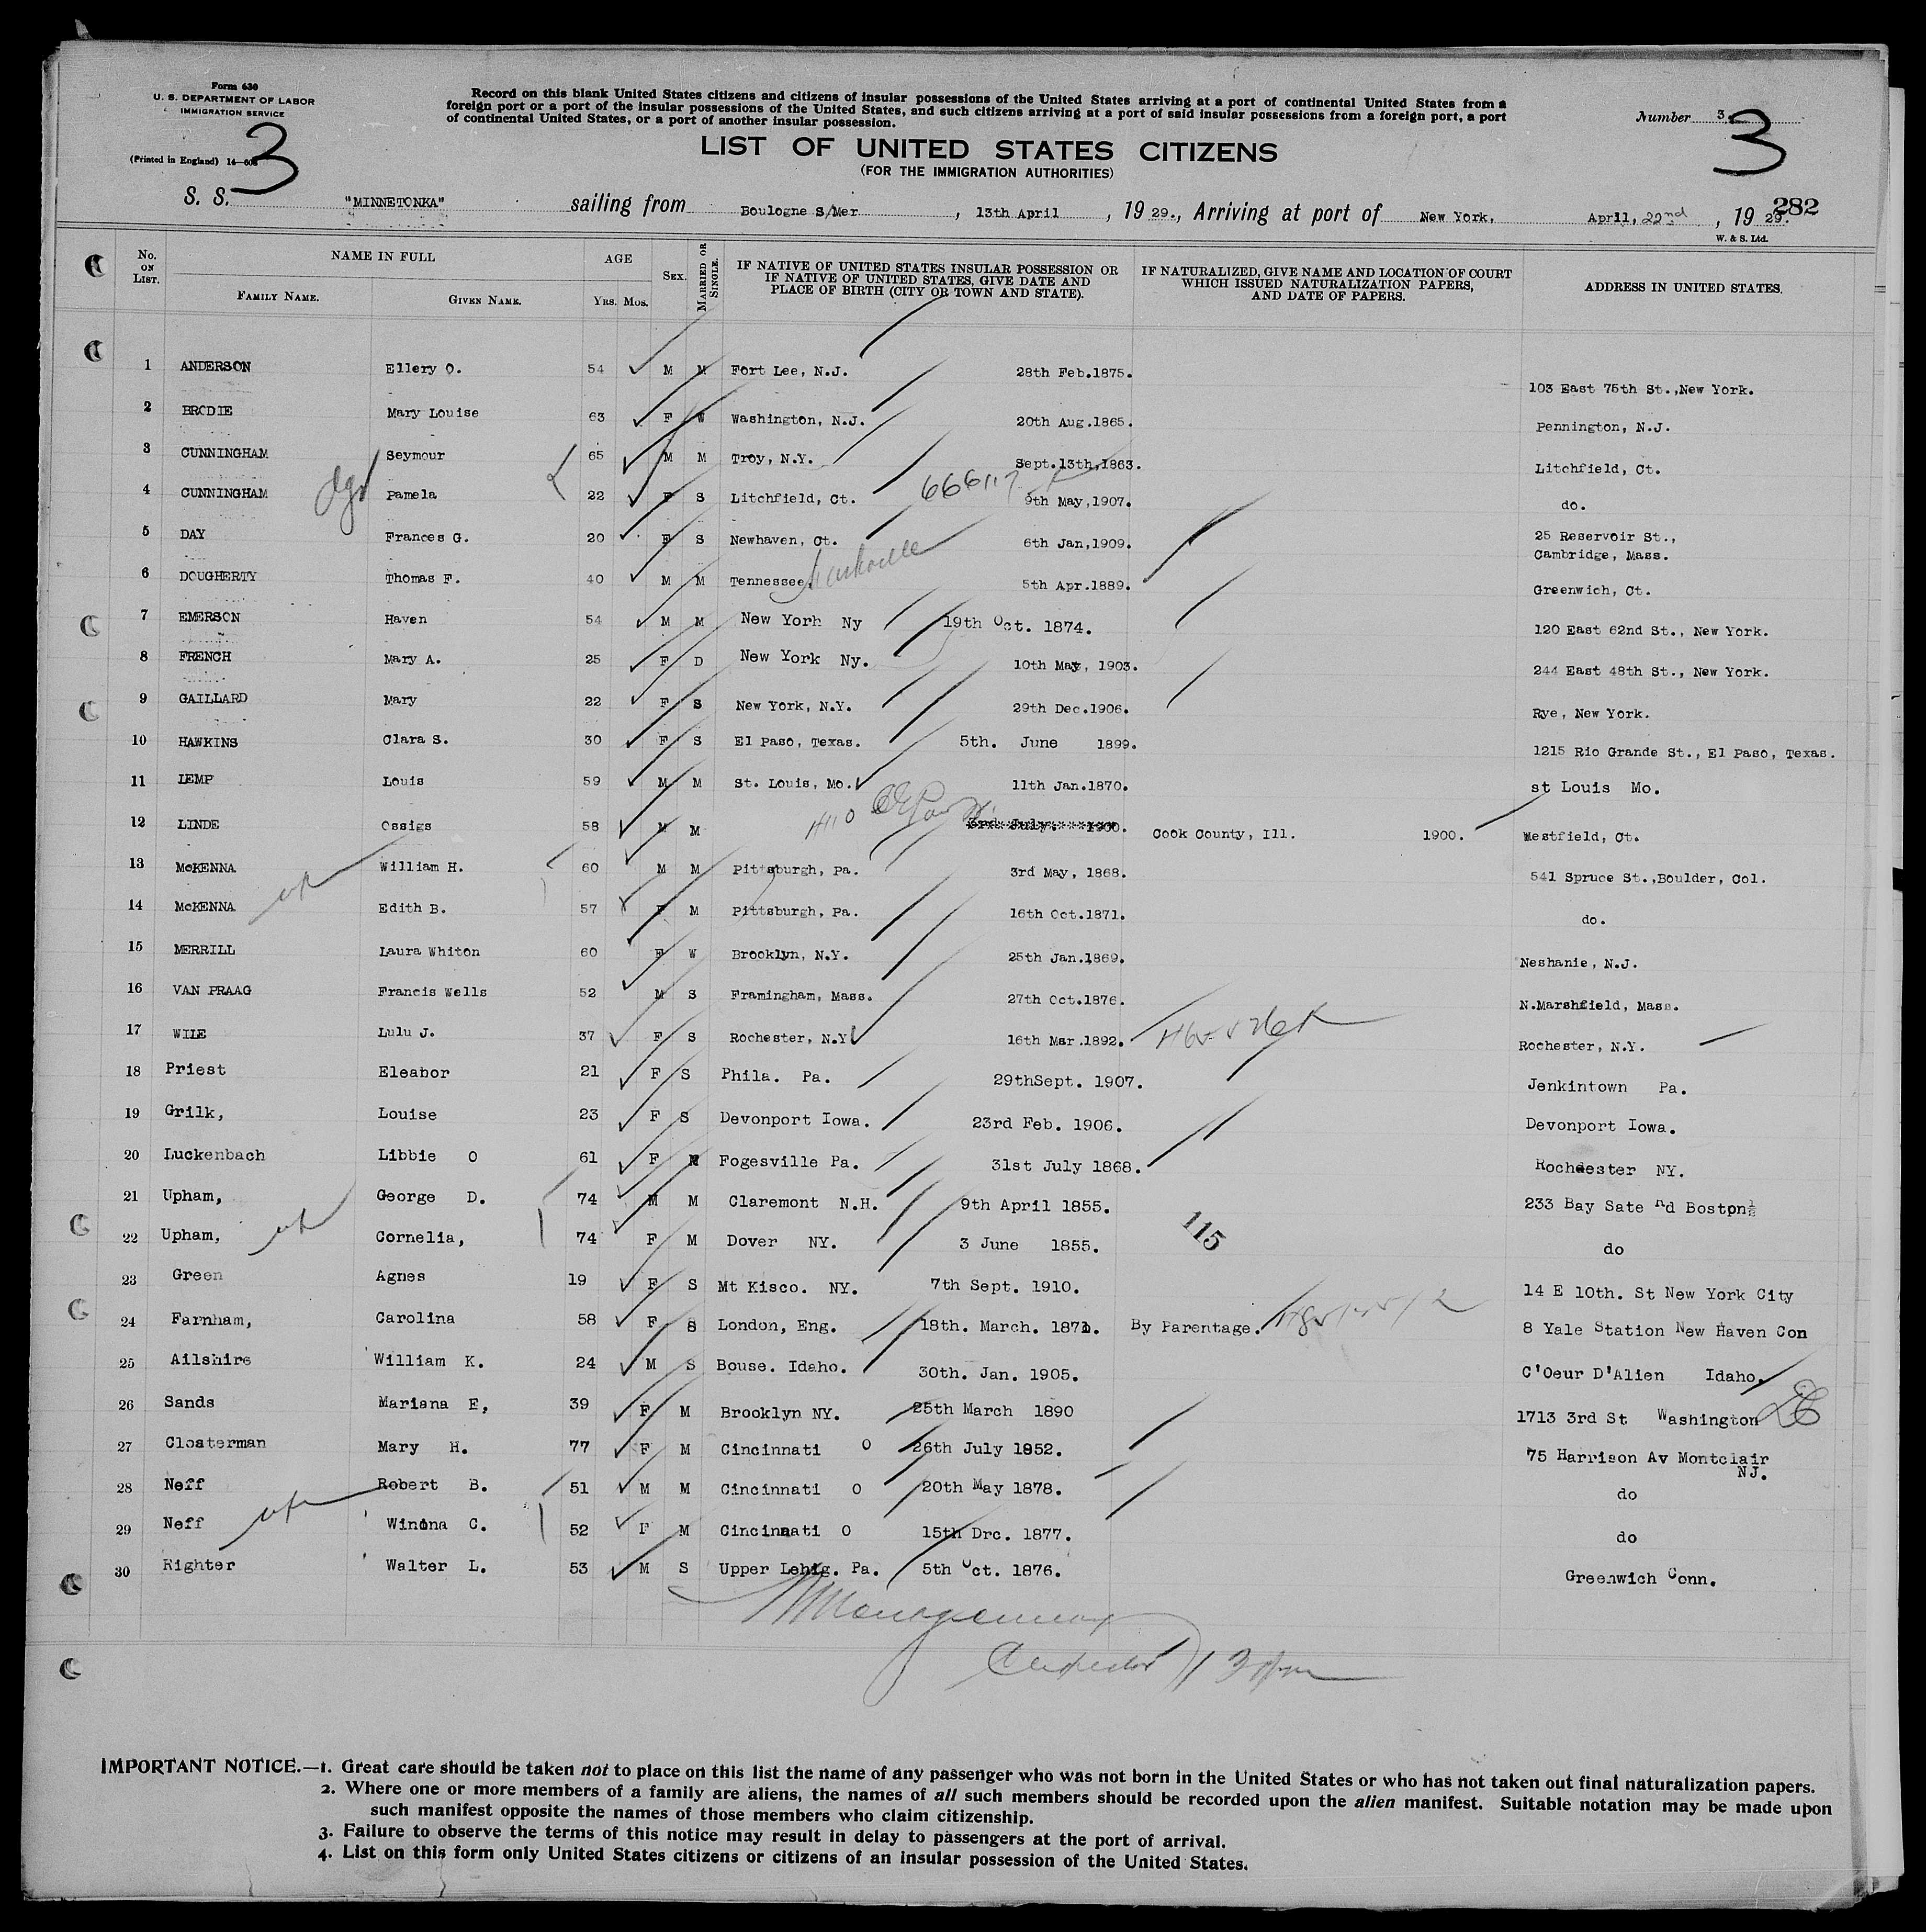 Form 630
U. S. DEPARTMENT OF LABOR
IMMIGRATION SERVICE
(Printed in England) 14—608
3
Record on this blank United States citizens and citizens of insular possessions of the United States arriving at a port of continental United States from a
foreign port or a port of the insular possessions of the United States, and such citizens arriving at a port of said insular possessions from a foreign port, a port
of continental United States, or a port of another insular possession.
Number 3
3
LIST OF UNITED STATES CITIZENS
(FOR THE IMMIGRATION AUTHORITIES)
282
S. S. "MINNETONKA" sailing from Boulogne S/Mer, 13th April, 1929., Arriving at port of New York, April, 22nd, 1929.
W. & S. Ltd.
No. ON LIST. NAME IN FULL FAMILY NAME. GIVEN NAME. AGE YRS. MOS. SEX. MARRIED OR SINGLE. IF NATIVE OF UNITED STATES INSULAR POSSESSION OR IF NATIVE OF UNITED STATES, GIVE DATE AND PLACE OF BIRTH (CITY OR TOWN AND STATE). IF NATURALIZED, GIVE NAME AND LOCATION OF COURT WHICH ISSUED NATURALIZATION PAPERS, AND DATE OF PAPERS. ADDRESS IN UNITED STATES.
1 ANDERSON Ellery O. 54 M M Fort Lee, N.J. 28th Feb.1875. 103 East 75th St.,New York.
2 BRODIE Mary Louise 63 F W Washington, N.J. 20th Aug.1865. Pennington, N.J.
3 CUNNINGHAM Seymour 65 M M Troy, N.Y. Sept.13th,1863. Litchfield, Ct.
4 CUNNINGHAM Pamela 22 F S Litchfield, Ct. 9th May,1907. do.
5 DAY Frances G. 20 F S Newhaven, Ct. 6th Jan,1909. 25 Reservoir St., Cambridge, Mass.
6 DOUGHERTY Thomas F. 40 M M Tennessee, 5th Apr.1889. Greenwich, Ct.
7 EMERSON Haven 54 M M New Yorh Ny 19th Oct. 1874. 120 East 62nd St., New York.
8 FRENCH Mary A. 25 F D New York Ny. 10th May, 1903. 244 East 48th St., New York.
9 GAILLARD Mary 22 F S New York, N.Y. 29th Dec.1906. Rye, New York.
10 HAWKINS Clara S. 30 F S El Paso, Texas. 5th. June 1899. 1215 Rio Grande St., El Paso, Texas.
11 LEMP Louis 59 M M St. Louis, Mo. 11th Jan.1870. st Louis Mo.
12 LINDE Ossigs 58 M M 3rd July. 1900. Cook County, Ill. 1900. Westfield, Ct.
13 McKENNA William H. 60 M M Pittsburgh, Pa. 3rd May, 1868. 541 Spruce St.,Boulder, Col.
14 McKENNA Edith B. 57 F M Pittsburgh, Pa. 16th Oct.1871. do.
15 MERRILL Laura Whiton 60 F W Brooklyn, N.Y. 25th Jan.1869. Neshanie, N.J.
16 VAN PRAAG Francis Wells 52 M S Framingham, Mass. 27th Oct.1876. N.Marshfield, Mass.
17 WILE Lulu J. 37 F S Rochester, N.Y. 16th Mar.1892. Rochester, N.Y.
18 Priest Eleabor 21 F S Phila. Pa. 29thSept. 1907. Jenkintown Pa.
19 Grilk, Louise 23 F S Devonport Iowa. 23rd Feb. 1906. Devonport Iowa.
20 Luckenbach Libbie O 61 F Fogesville Pa. 31st July 1868. Rochdester NY.
21 Upham, George D. 74 M M Claremont N.H. 9th April 1855. 233 Bay Sate Rd Boston
22 Upham, Cornelia, 74 F M Dover NY. 3 June 1855. do
115
23 Green Agnes 19 F S Mt Kisco. NY. 7th Sept. 1910. 14 E 10th. St New York City
24 Farnham, Carolina 58 F S London, Eng. 18th. March. 1871. By Parentage. 8 Yale Station New Haven Con
25 Ailshire William K. 24 M S Bouse. Idaho. 30th. Jan. 1905. C'Oeur D'Alien Idaho.
26 Sands Mariana E, 39 F M Brooklyn NY. 25th March 1890 1713 3rd St Washington DC
27 Closterman Mary H. 77 F M Cincinnati O 26th July 1852. 75 Harrison Av Montclair NJ.
28 Neff Robert B. 51 M M Cincinnati O 20th May 1878. do
29 Neff Winona C. 52 F M Cincinnati O 15th Drc. 1877. do
30 Righter Walter L. 53 M S Upper Lehig. Pa. 5th Oct. 1876. Greenwich Conn.
IMPORTANT NOTICE.—1. Great care should be taken not to place on this list the name of any passenger who was not born in the United States or who has not taken out final naturalization papers.
2. Where one or more members of a family are aliens, the names of all such members should be recorded upon the alien manifest. Suitable notation may be made upon
such manifest opposite the names of those members who claim citizenship.
3. Failure to observe the terms of this notice may result in delay to passengers at the port of arrival.
4. List on this form only United States citizens or citizens of an insular possession of the United States.